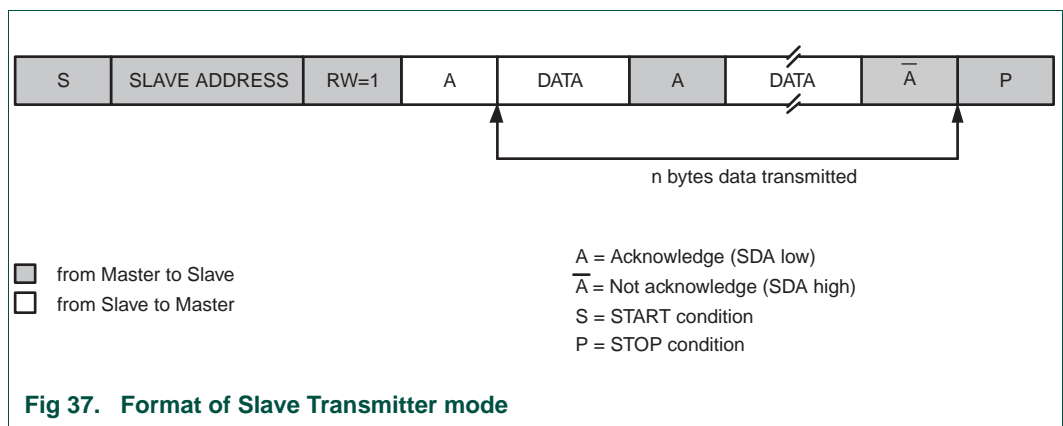 S SLAVE ADDRESS RW=1 A DATA A DATA A̅ P
n bytes data transmitted
from Master to Slave
from Slave to Master
A = Acknowledge (SDA low)
A̅ = Not acknowledge (SDA high)
S = START condition
P = STOP condition
Fig 37. Format of Slave Transmitter mode